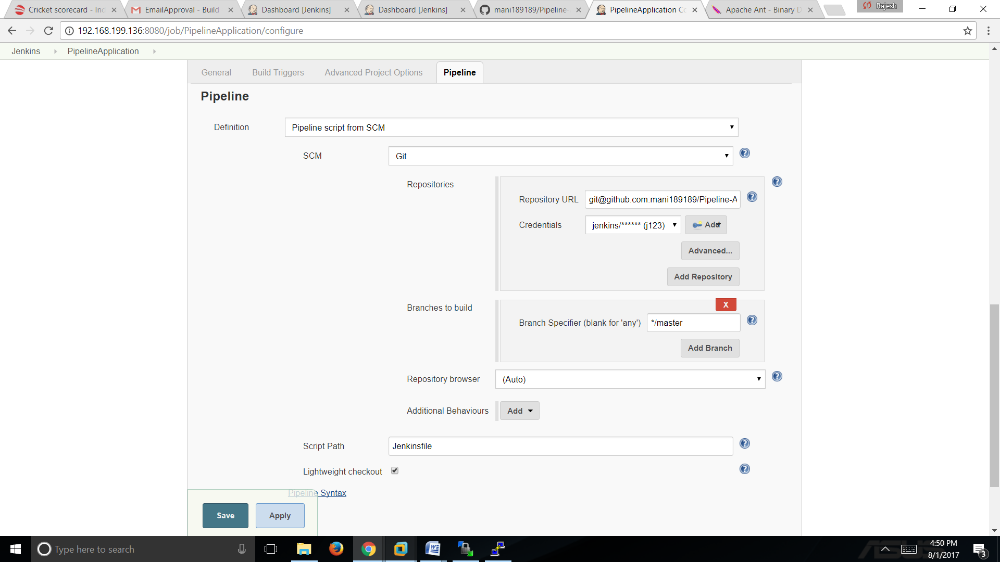 Cricket scorecard - Ind
EmailApproval - Build
Dashboard [Jenkins]
Dashboard [Jenkins]
mani189189/Pipeline-
PipelineApplication Co
Apache Ant - Binary D
Rajesh
192.168.199.136:8080/job/PipelineApplication/configure
Jenkins
PipelineApplication
General
Build Triggers
Advanced Project Options
Pipeline
Pipeline
Definition
Pipeline script from SCM
SCM
Git
Repositories
Repository URL
git@github.com:mani189189/Pipeline-A
Credentials
jenkins/****** (j123)
Add
Advanced...
Add Repository
Branches to build
X
Branch Specifier (blank for 'any')
*/master
Add Branch
Repository browser
(Auto)
Additional Behaviours
Add
Script Path
Jenkinsfile
Lightweight checkout
Pipeline Syntax
Save
Apply
Type here to search
ASUS
4:50 PM
8/1/2017
3